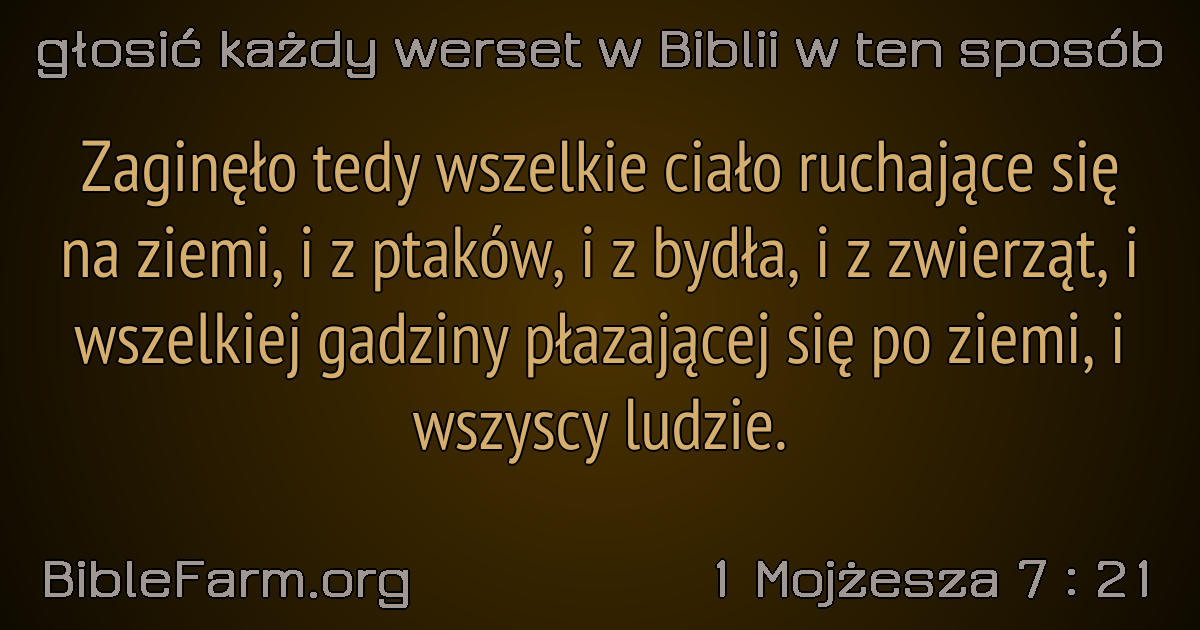 głosić każdy werset w Biblii w ten sposób
Zaginęło tedy wszelkie ciało ruchające się
na ziemi, i z ptaków, i z bydła, i z zwierząt, i
wszelkiej gadziny płazającej się po ziemi, i
wszyscy ludzie.
BibleFarm.org
1 Mojżesza 7 : 21